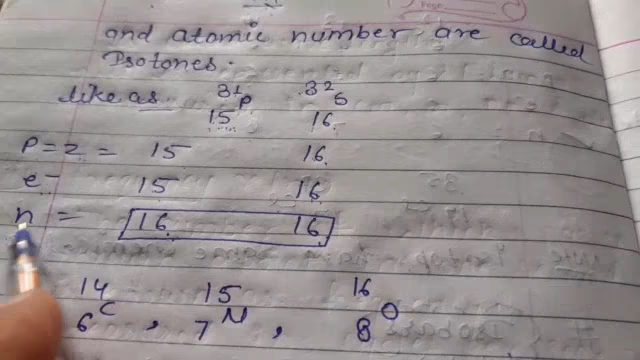 and atomic number are called
Isotones.
like as. 31 P 32 S
15 16
P = Z = 15 16.
e⁻ 15 16
n = 16 16
14 C, 15 N, 16 O
6 7 8